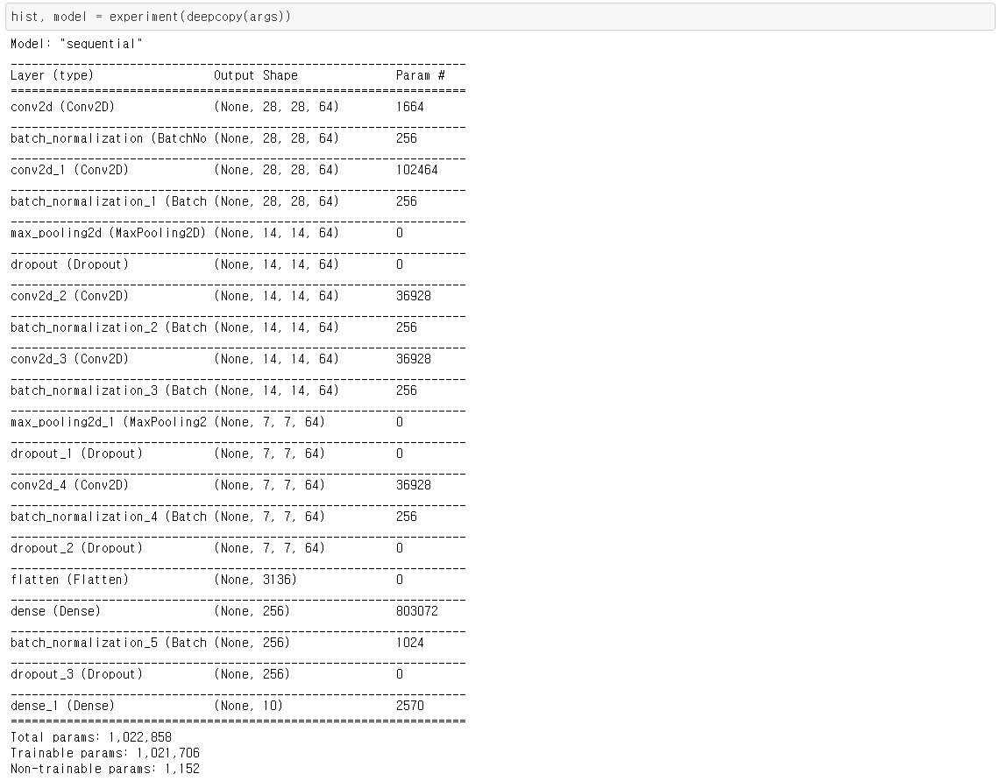 hist, model = experiment(deepcopy(args))
Model: "sequential"
_________________________________________________________________
Layer (type)                 Output Shape              Param #
=================================================================
conv2d (Conv2D)              (None, 28, 28, 64)        1664
_________________________________________________________________
batch_normalization (BatchNo (None, 28, 28, 64)        256
_________________________________________________________________
conv2d_1 (Conv2D)            (None, 28, 28, 64)        102464
_________________________________________________________________
batch_normalization_1 (Batch (None, 28, 28, 64)        256
_________________________________________________________________
max_pooling2d (MaxPooling2D) (None, 14, 14, 64)        0
_________________________________________________________________
dropout (Dropout)            (None, 14, 14, 64)        0
_________________________________________________________________
conv2d_2 (Conv2D)            (None, 14, 14, 64)        36928
_________________________________________________________________
batch_normalization_2 (Batch (None, 14, 14, 64)        256
_________________________________________________________________
conv2d_3 (Conv2D)            (None, 14, 14, 64)        36928
_________________________________________________________________
batch_normalization_3 (Batch (None, 14, 14, 64)        256
_________________________________________________________________
max_pooling2d_1 (MaxPooling2 (None, 7, 7, 64)          0
_________________________________________________________________
dropout_1 (Dropout)          (None, 7, 7, 64)          0
_________________________________________________________________
conv2d_4 (Conv2D)            (None, 7, 7, 64)          36928
_________________________________________________________________
batch_normalization_4 (Batch (None, 7, 7, 64)          256
_________________________________________________________________
dropout_2 (Dropout)          (None, 7, 7, 64)          0
_________________________________________________________________
flatten (Flatten)            (None, 3136)              0
_________________________________________________________________
dense (Dense)                (None, 256)               803072
_________________________________________________________________
batch_normalization_5 (Batch (None, 256)               1024
_________________________________________________________________
dropout_3 (Dropout)          (None, 256)               0
_________________________________________________________________
dense_1 (Dense)              (None, 10)                2570
=================================================================
Total params: 1,022,858
Trainable params: 1,021,706
Non-trainable params: 1,152